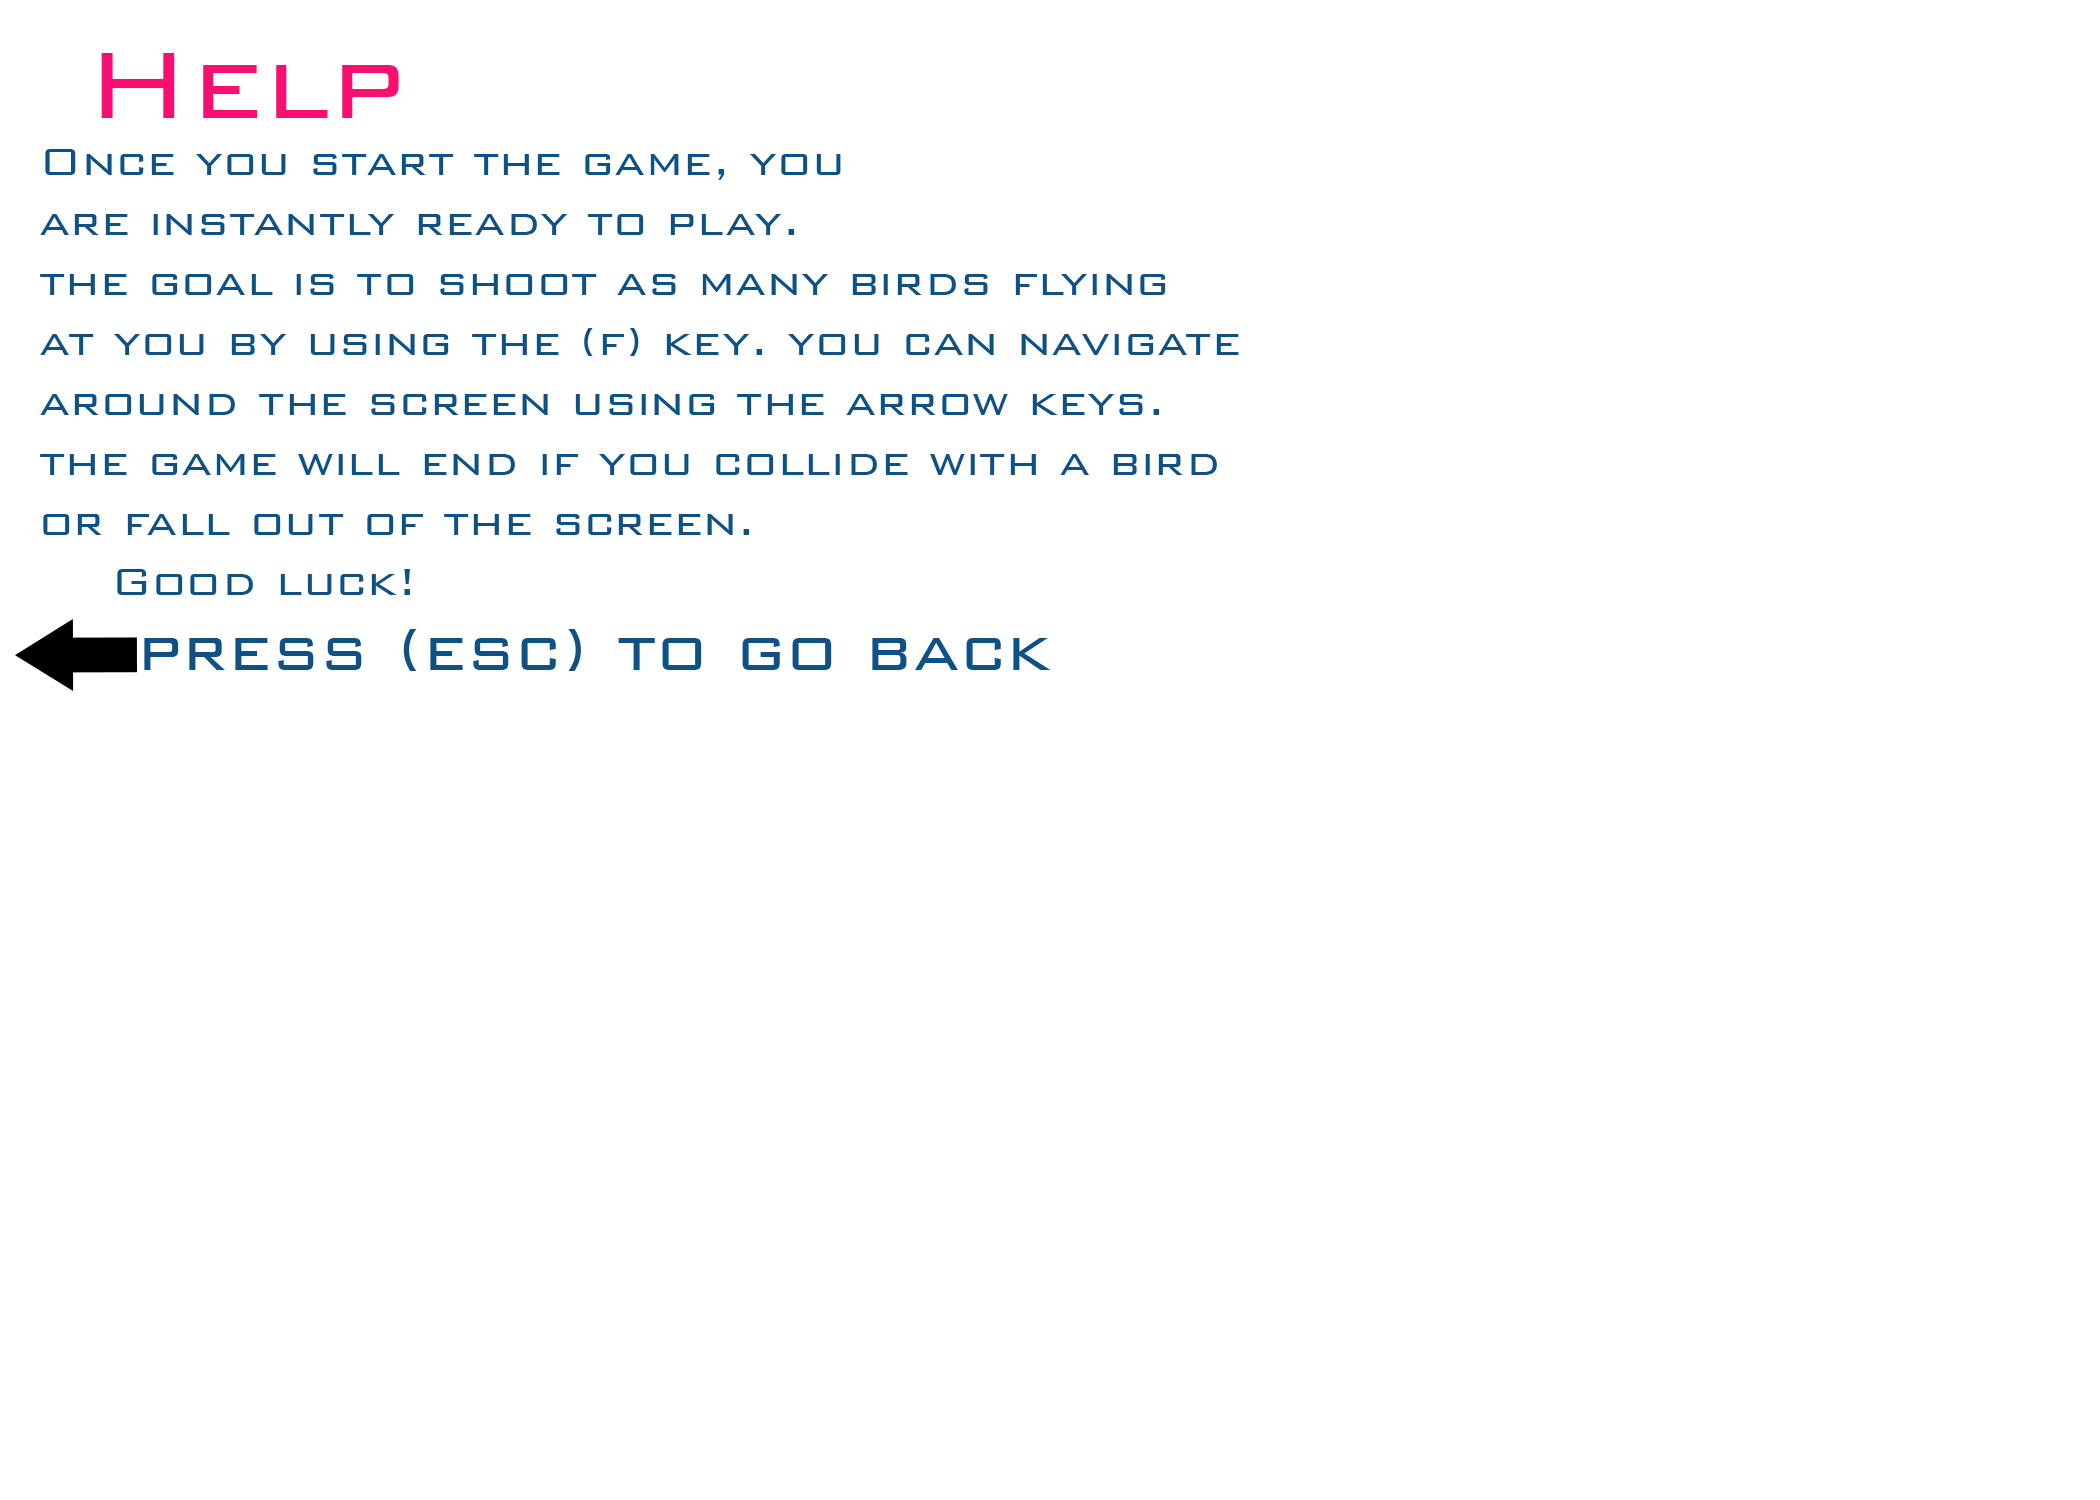 Help
Once you start the game, you
are instantly ready to play.
the goal is to shoot as many birds flying
at you by using the (f) key. you can navigate
around the screen using the arrow keys.
the game will end if you collide with a bird
or fall out of the screen.
Good luck!
press (esc) to go back